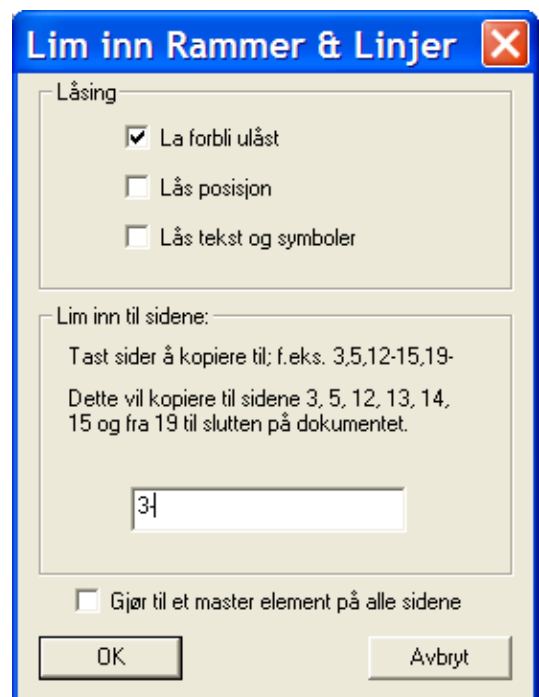 Lim inn Rammer & Linjer
Låsing
La forbli ulåst
Lås posisjon
Lås tekst og symboler
Lim inn til sidene:
Tast sider å kopiere til; f.eks. 3,5,12-15,19-
Dette vil kopiere til sidene 3, 5, 12, 13, 14,
15 og fra 19 til slutten på dokumentet.
3-
Gjør til et master element på alle sidene
OK
Avbryt